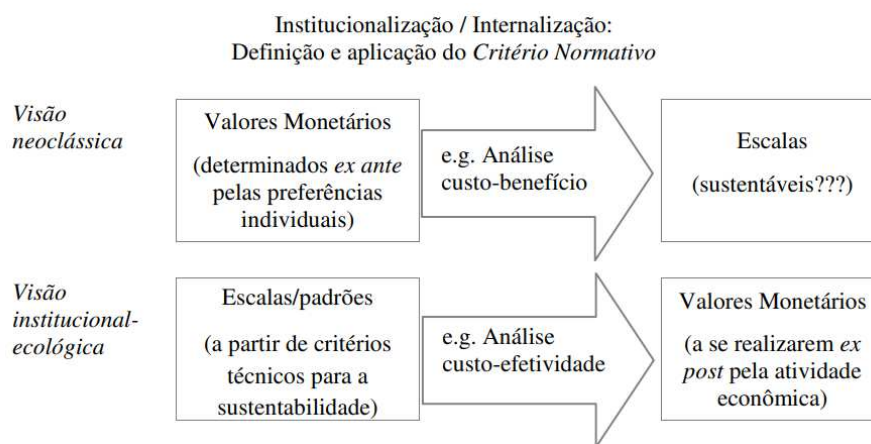 Institucionalização / Internalização:
Definição e aplicação do Critério Normativo
Visão
neoclássica
Valores Monetários
(determinados ex ante
pelas preferências
individuais)
e.g. Análise
custo-benefício
Escalas
(sustentáveis???)
Visão
institucional-
ecológica
Escalas/padrões
(a partir de critérios
técnicos para a
sustentabilidade)
e.g. Análise
custo-efetividade
Valores Monetários
(a se realizarem ex
post pela atividade
econômica)